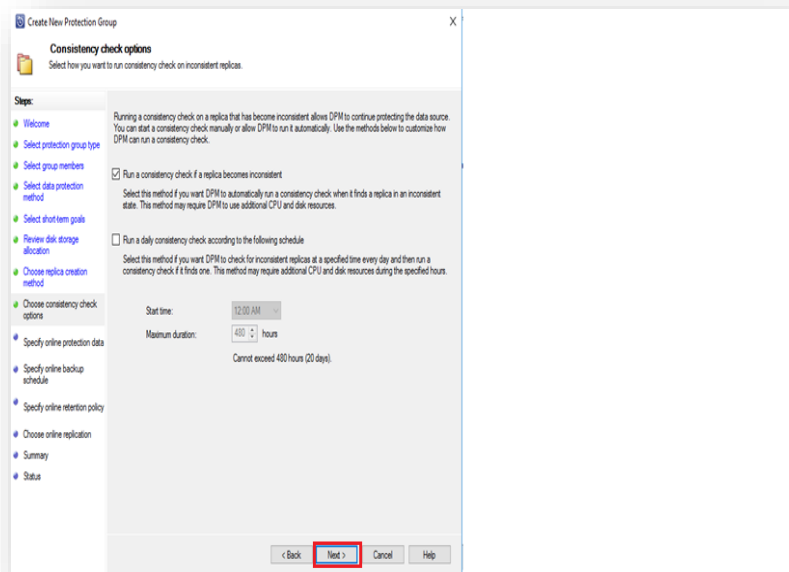 Create New Protection Group
X
Consistency check options
Select how you want to run consistency check on inconsistent replicas.
Steps:
Welcome
Select protection group type
Select group members
Select data protection
method
Select short-term goals
Review disk storage
allocation
Choose replica creation
method
Choose consistency check
options
Specify online protection data
Specify online backup
schedule
Specify online retention policy
Choose online replication
Summary
Status
Running a consistency check on a replica that has become inconsistent allows DPM to continue protecting the data source.
You can start a consistency check manually or allow DPM to run it automatically. Use the methods below to customize how
DPM can run a consistency check.
Run a consistency check if a replica becomes inconsistent
Select this method if you want DPM to automatically run a consistency check when it finds a replica in an inconsistent
state. This method may require DPM to use additional CPU and disk resources.
Run a daily consistency check according to the following schedule
Select this method if you want DPM to check for inconsistent replicas at a specified time every day and then run a
consistency check if it finds one. This method may require additional CPU and disk resources during the specified hours.
Start time: 12:00 AM
Maximum duration: 480 hours
Cannot exceed 480 hours (20 days).
< Back Next > Cancel Help